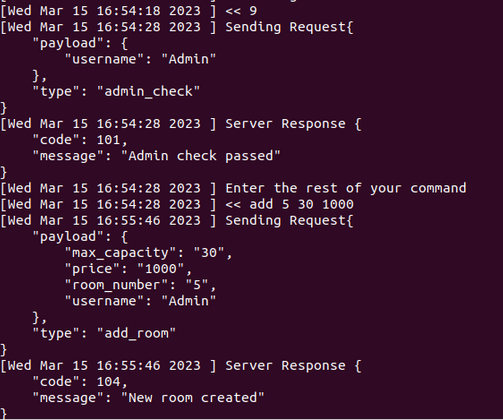 [Wed Mar 15 16:54:18 2023 ] << 9
[Wed Mar 15 16:54:28 2023 ] Sending Request{
    "payload": {
        "username": "Admin"
    },
    "type": "admin_check"
}
[Wed Mar 15 16:54:28 2023 ] Server Response {
    "code": 101,
    "message": "Admin check passed"
}
[Wed Mar 15 16:54:28 2023 ] Enter the rest of your command
[Wed Mar 15 16:54:28 2023 ] << add 5 30 1000
[Wed Mar 15 16:55:46 2023 ] Sending Request{
    "payload": {
        "max_capacity": "30",
        "price": "1000",
        "room_number": "5",
        "username": "Admin"
    },
    "type": "add_room"
}
[Wed Mar 15 16:55:46 2023 ] Server Response {
    "code": 104,
    "message": "New room created"
}